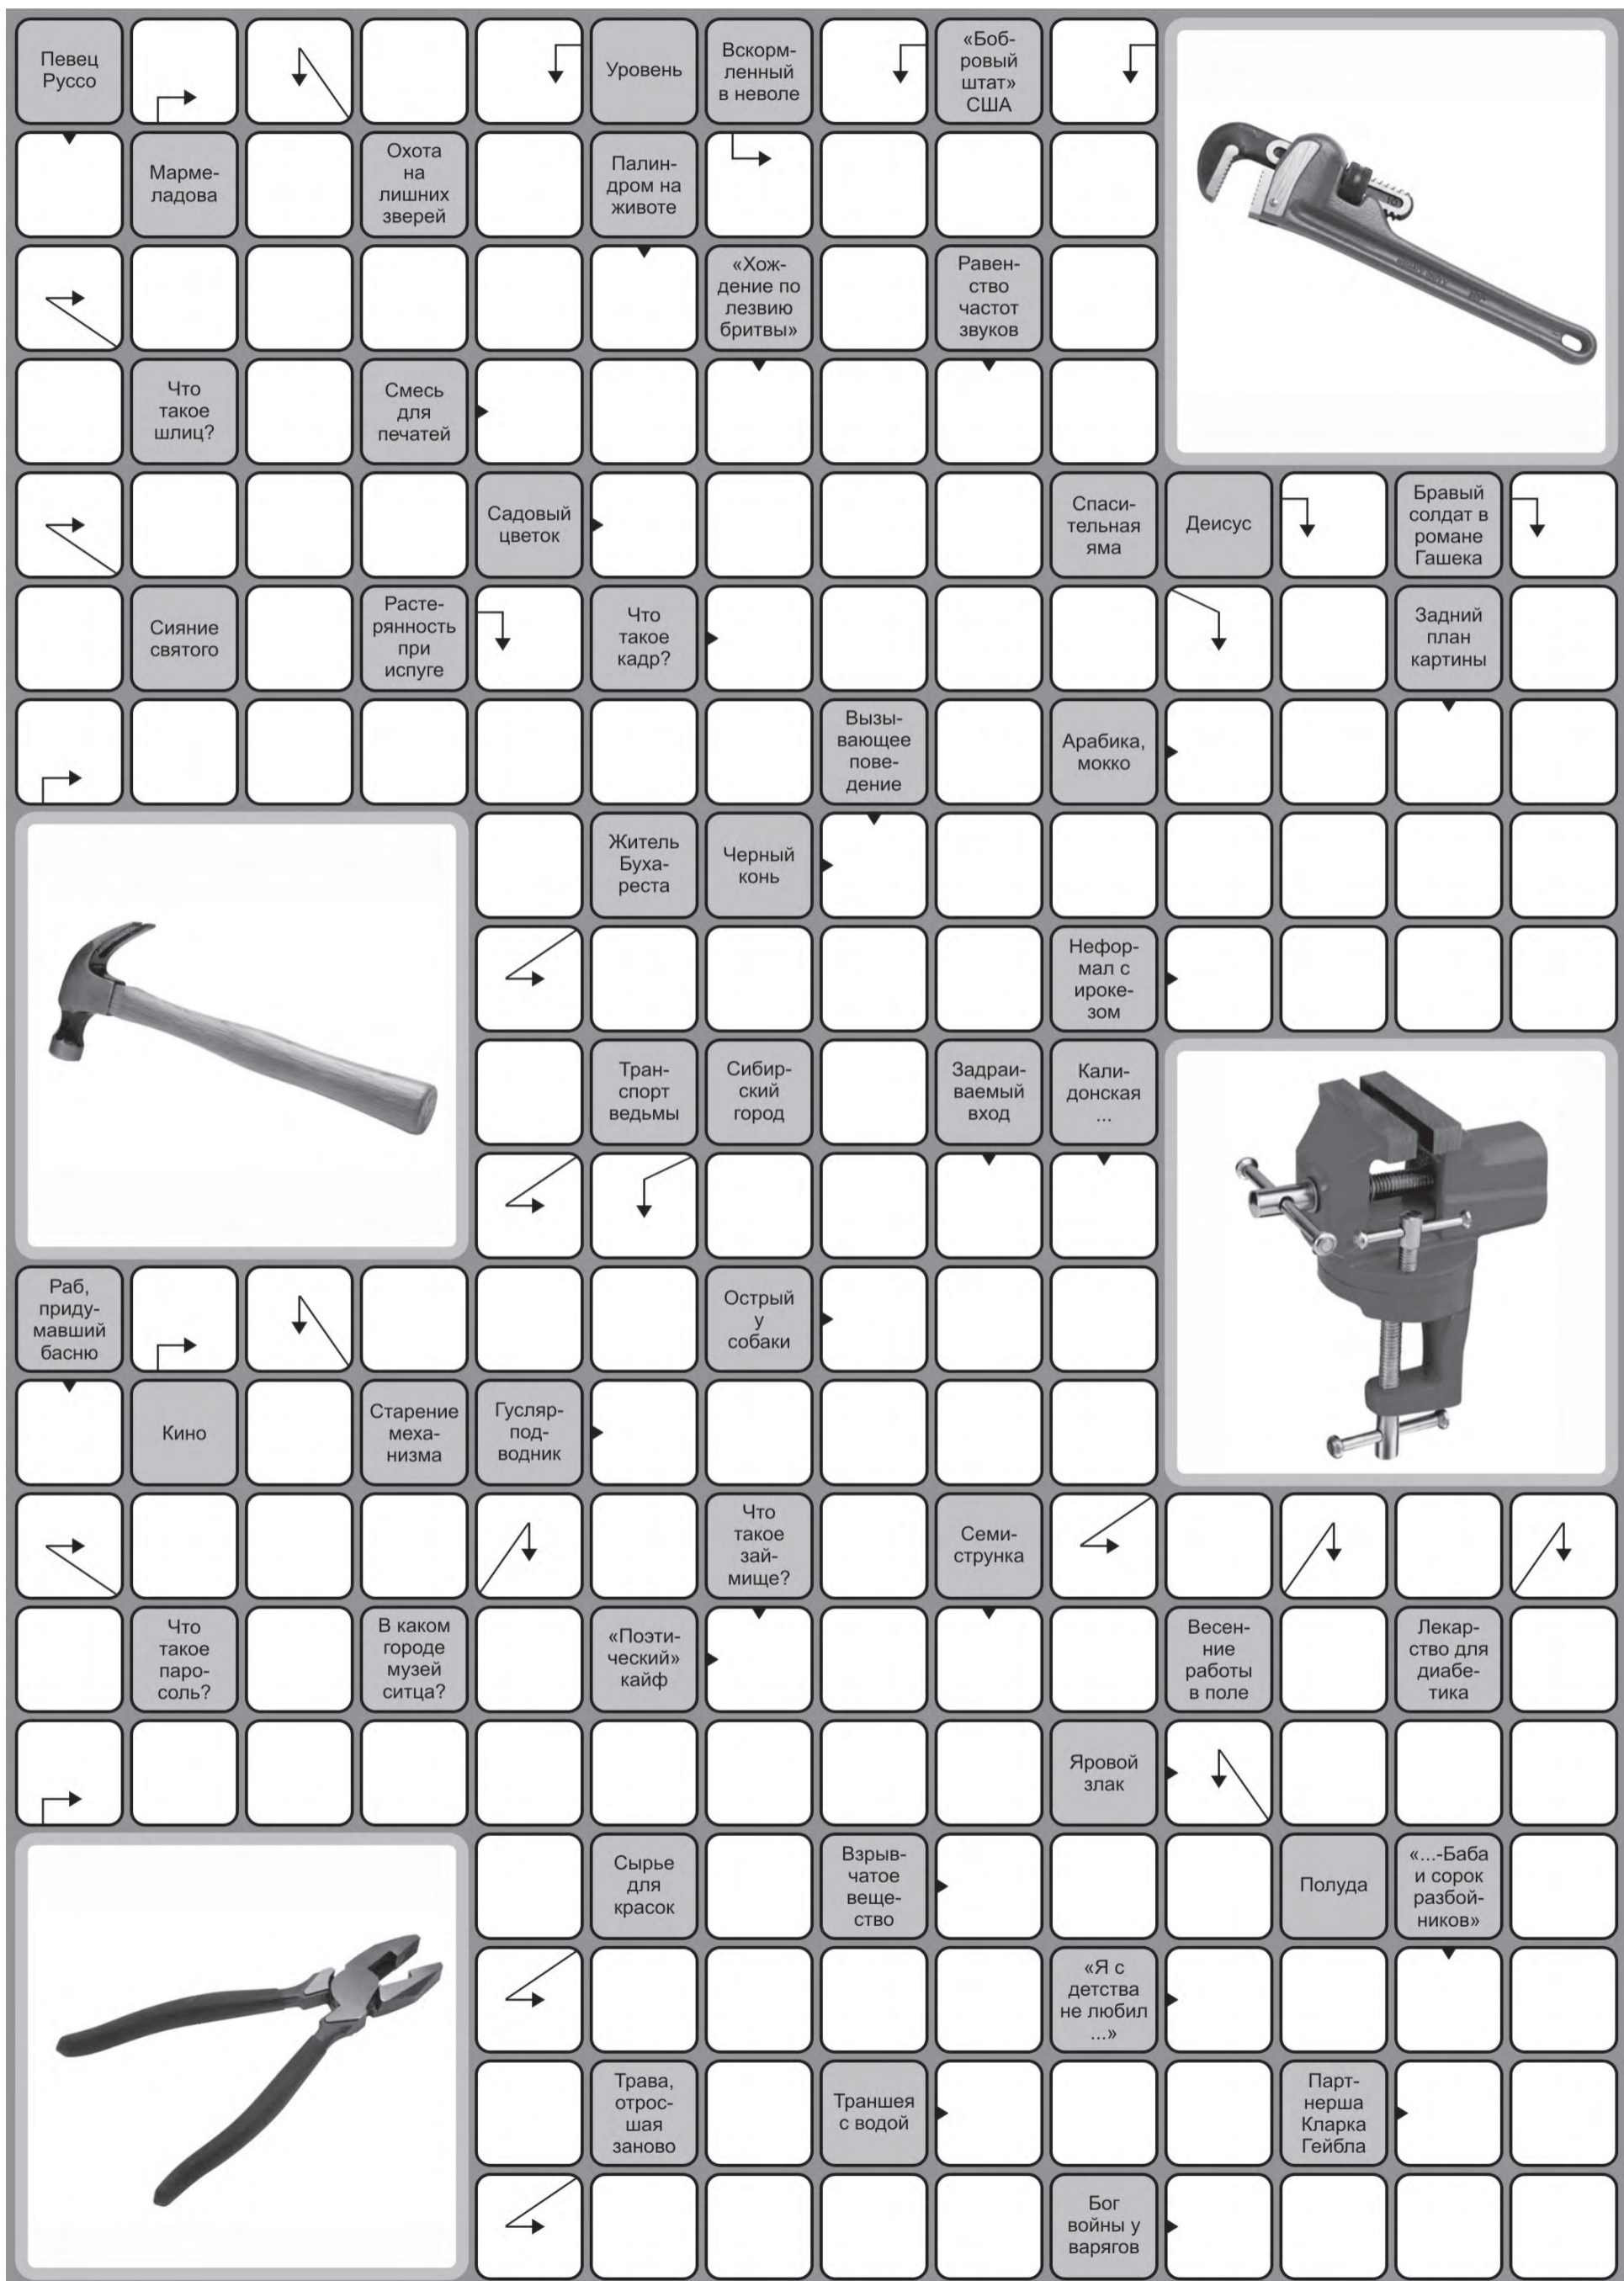 Певец
Руссо
Уровень
Вскорм-
ленный
в неволе
«Боб-
ровый
штат»
США
Марме-
ладова
Охота
на
лишних
зверей
Палин-
дром на
животе
«Хож-
дение по
лезвию
бритвы»
Равен-
ство
частот
звуков
Что
такое
шлиц?
Смесь
для
печатей
Садовый
цветок
Спаси-
тельная
яма
Деисус
Бравый
солдат в
романе
Гашека
Сияние
святого
Расте-
рянность
при
испуге
Что
такое
кадр?
Задний
план
картины
Вызы-
вающее
пове-
дение
Арабика,
мокко
Житель
Буха-
реста
Черный
конь
Нефор-
мал с
ироке-
зом
Тран-
спорт
ведьмы
Сибир-
ский
город
Задраи-
ваемый
вход
Кали-
донская
...
Раб,
приду-
мавший
басню
Острый
у
собаки
Кино
Старение
меха-
низма
Гусляр-
под-
водник
Что
такое
зай-
мище?
Семи-
струнка
Что
такое
паро-
соль?
В каком
городе
музей
ситца?
«Поэти-
ческий»
кайф
Весен-
ние
работы
в поле
Лекар-
ство для
диабе-
тика
Яровой
злак
Сырье
для
красок
Взрыв-
чатое
веще-
ство
Полуда
«...-Баба
и сорок
разбой-
ников»
«Я с
детства
не любил
...»
Трава,
отрос-
шая
заново
Траншея
с водой
Парт-
нерша
Кларка
Гейбла
Бог
войны у
варягов